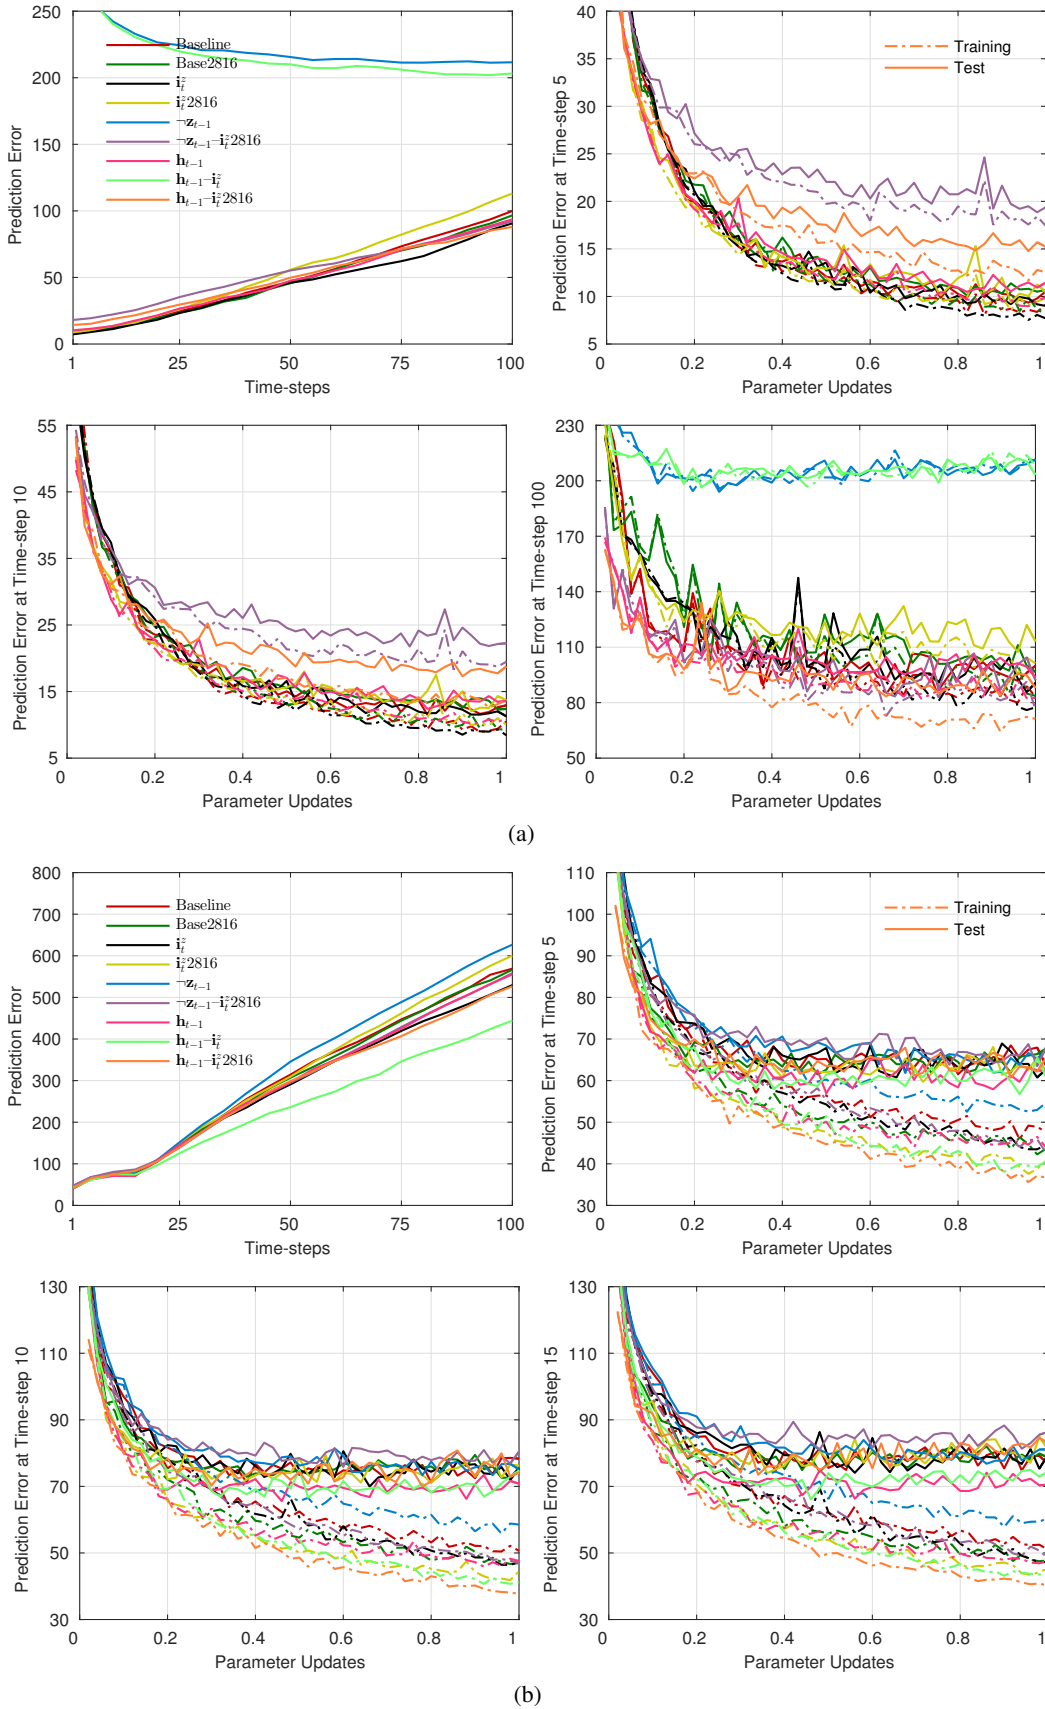 250
200
150
100
50
0
1
25
50
75
100
Time-steps
Prediction Error
Baseline
Base2816
i_t^z
i_t^z2816
¬z_{t−1}
¬z_{t−1}–i_t^z2816
h_{t−1}
h_{t−1}–i_t^z
h_{t−1}–i_t^z2816
40
35
30
25
20
15
10
5
0
0.2
0.4
0.6
0.8
1
Parameter Updates
Prediction Error at Time-step 5
Training
Test
55
45
35
25
15
5
0
0.2
0.4
0.6
0.8
1
Parameter Updates
Prediction Error at Time-step 10
230
200
170
140
110
80
50
0
0.2
0.4
0.6
0.8
1
Parameter Updates
Prediction Error at Time-step 100
(a)
800
700
600
500
400
300
200
100
0
1
25
50
75
100
Time-steps
Prediction Error
Baseline
Base2816
i_t^z
i_t^z2816
¬z_{t−1}
¬z_{t−1}–i_t^z2816
h_{t−1}
h_{t−1}–i_t^z
h_{t−1}–i_t^z2816
110
100
90
80
70
60
50
40
30
0
0.2
0.4
0.6
0.8
1
Parameter Updates
Prediction Error at Time-step 5
Training
Test
130
110
90
70
50
30
0
0.2
0.4
0.6
0.8
1
Parameter Updates
Prediction Error at Time-step 10
130
110
90
70
50
30
0
0.2
0.4
0.6
0.8
1
Parameter Updates
Prediction Error at Time-step 15
(b)